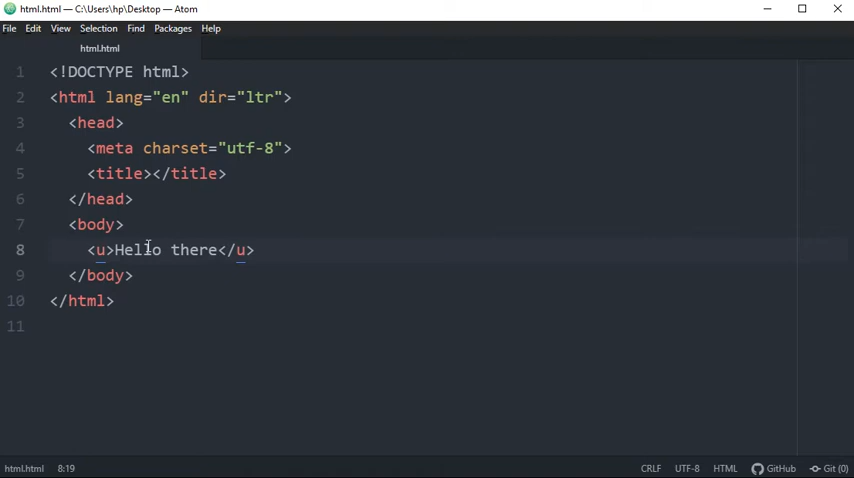 html.html — C:\Users\hp\Desktop — Atom
File Edit View Selection Find Packages Help
html.html
1 <!DOCTYPE html>
2 <html lang="en" dir="ltr">
3 <head>
4 <meta charset="utf-8">
5 <title></title>
6 </head>
7 <body>
8 <u>Hello there</u>
9 </body>
10 </html>
11
html.html 8:19 CRLF UTF-8 HTML GitHub Git (0)